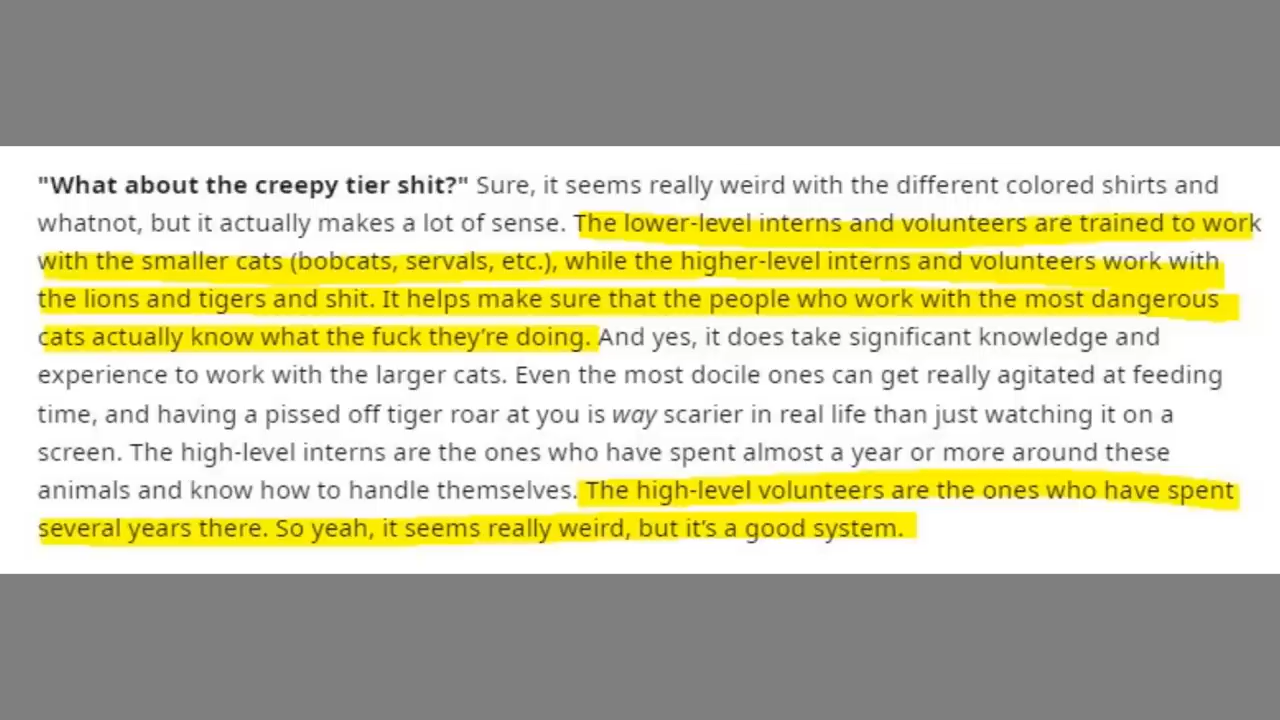 "What about the creepy tier shit?" Sure, it seems really weird with the different colored shirts and
whatnot, but it actually makes a lot of sense. The lower-level interns and volunteers are trained to work
with the smaller cats (bobcats, servals, etc.), while the higher-level interns and volunteers work with
the lions and tigers and shit. It helps make sure that the people who work with the most dangerous
cats actually know what the fuck they’re doing. And yes, it does take significant knowledge and
experience to work with the larger cats. Even the most docile ones can get really agitated at feeding
time, and having a pissed off tiger roar at you is way scarier in real life than just watching it on a
screen. The high-level interns are the ones who have spent almost a year or more around these
animals and know how to handle themselves. The high-level volunteers are the ones who have spent
several years there. So yeah, it seems really weird, but it’s a good system.